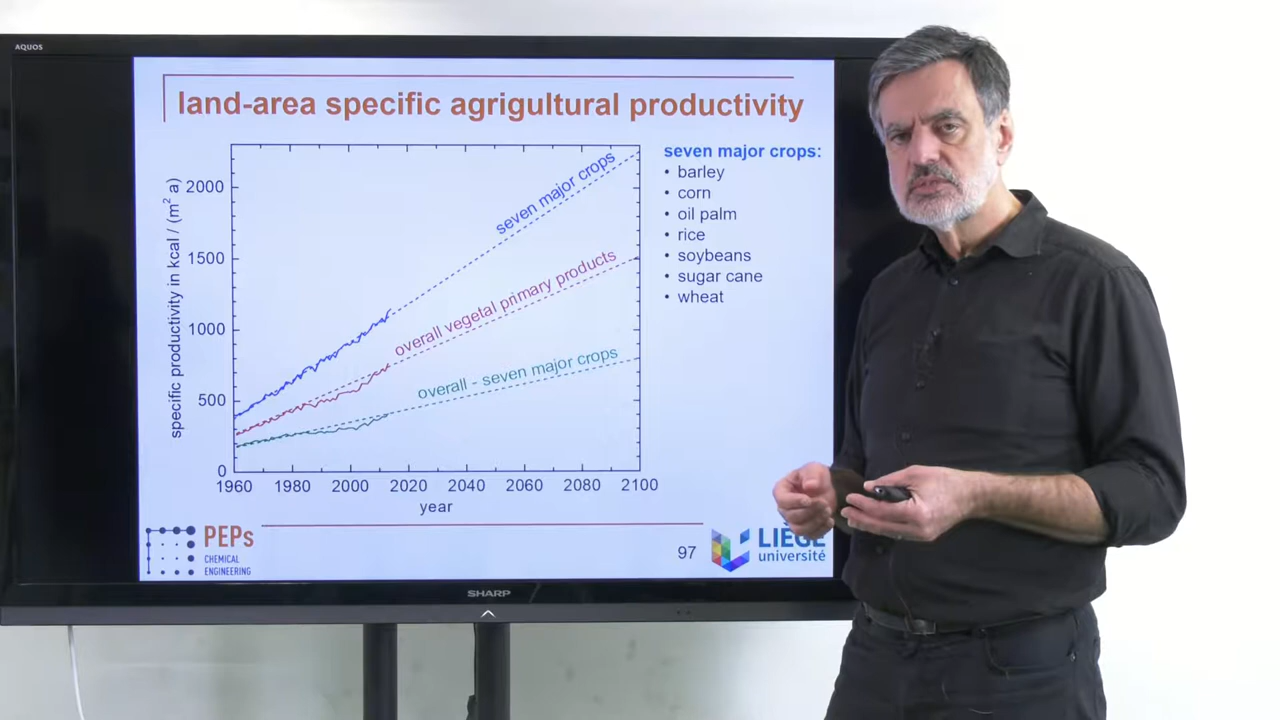 AQUOS
land-area specific agrigultural productivity
specific productivity in kcal / (m² a)
2000
1500
1000
500
0
1960 1980 2000 2020 2040 2060 2080 2100
year
seven major crops
overall vegetal primary products
overall - seven major crops
seven major crops:
• barley
• corn
• oil palm
• rice
• soybeans
• sugar cane
• wheat
PEPs
CHEMICAL
ENGINEERING
97
LIÈGE
université
SHARP